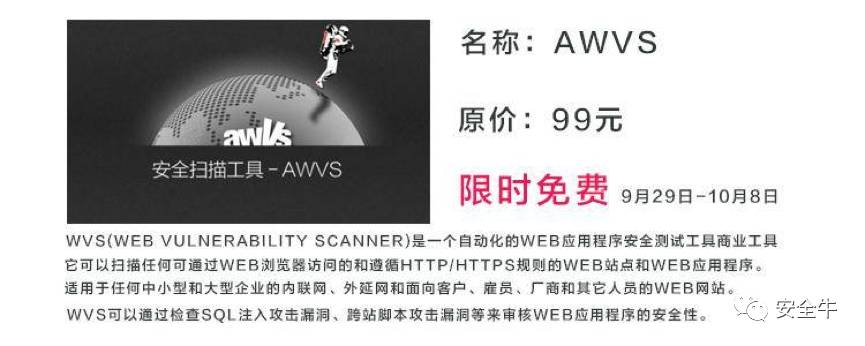 awvs
安全扫描工具-AWVS
名称：AWVS
原价：99元
限时免费 9月29日-10月8日
WVS(WEB VULNERABILITY SCANNER)是一个自动化的WEB应用程序安全测试工具商业工具
它可以扫描任何可通过WEB浏览器访问的和遵循HTTP/HTTPS规则的WEB站点和WEB应用程序。
适用于任何中小型和大型企业的内联网、外延网和面向客户、雇员、厂商和其它人员的WEB网站。
WVS可以通过检查SQL注入攻击漏洞、跨站脚本攻击漏洞等来审核WEB应用程序的安全性。
安全牛